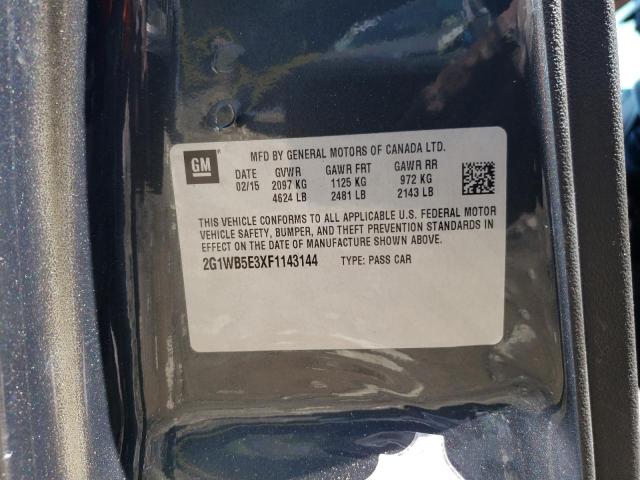 GM
MFD BY GENERAL MOTORS OF CANADA LTD.
DATE GVWR GAWR FRT GAWR RR
02/15 2097 KG 1125 KG 972 KG
4624 LB 2481 LB 2143 LB
THIS VEHICLE CONFORMS TO ALL APPLICABLE U.S. FEDERAL MOTOR
VEHICLE SAFETY, BUMPER, AND THEFT PREVENTION STANDARDS IN
EFFECT ON THE DATE OF MANUFACTURE SHOWN ABOVE.
2G1WB5E3XF1143144 TYPE: PASS CAR